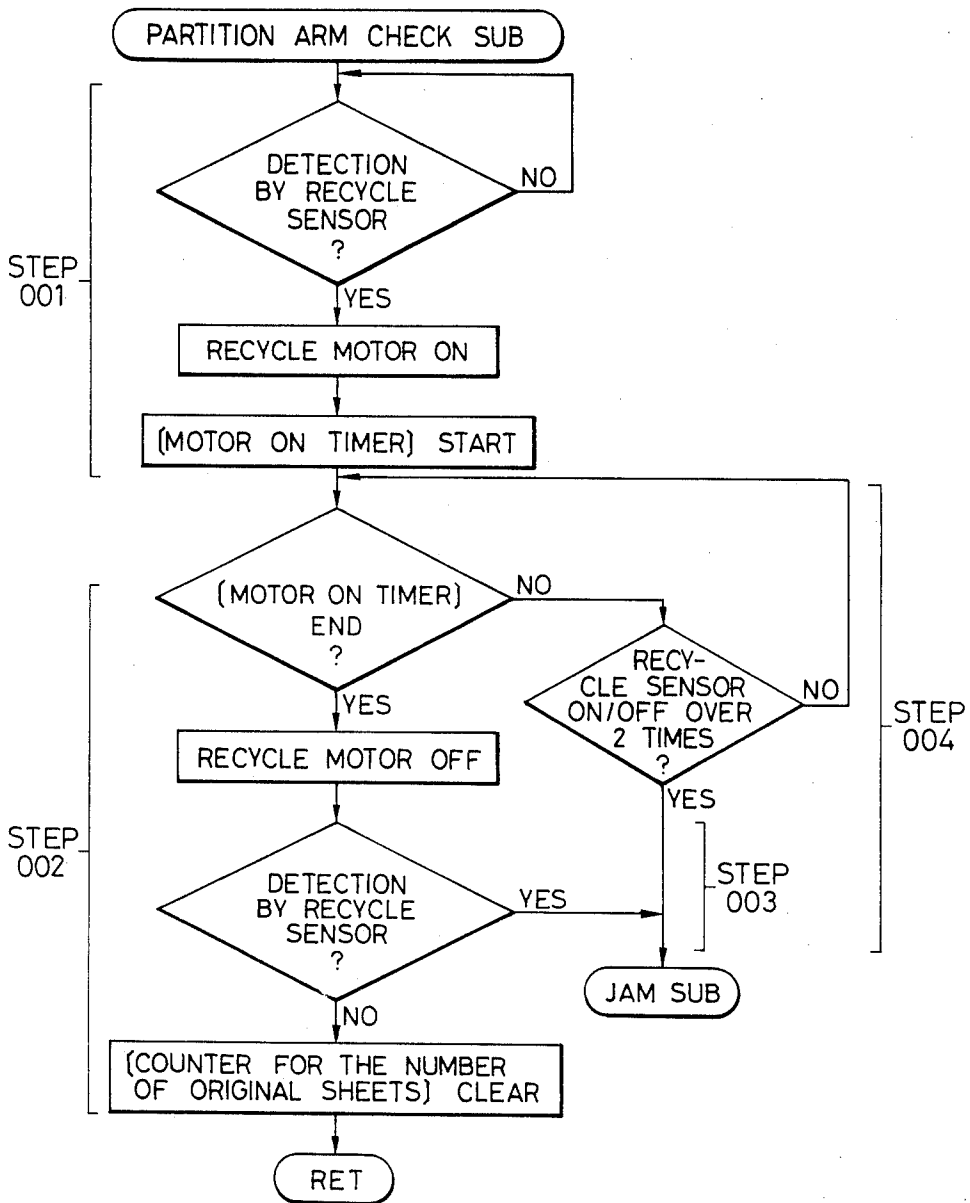 PARTITION ARM CHECK SUB
DETECTION
BY RECYCLE
SENSOR
?
NO
YES
STEP
001
RECYCLE MOTOR ON
(MOTOR ON TIMER) START
(MOTOR ON TIMER)
END
?
NO
YES
RECY-
CLE SENSOR
ON/OFF OVER
2 TIMES
?
NO
YES
STEP
004
RECYCLE MOTOR OFF
STEP
002
DETECTION
BY RECYCLE
SENSOR
?
YES
NO
STEP
003
JAM SUB
(COUNTER FOR THE NUMBER
OF ORIGINAL SHEETS) CLEAR
RET